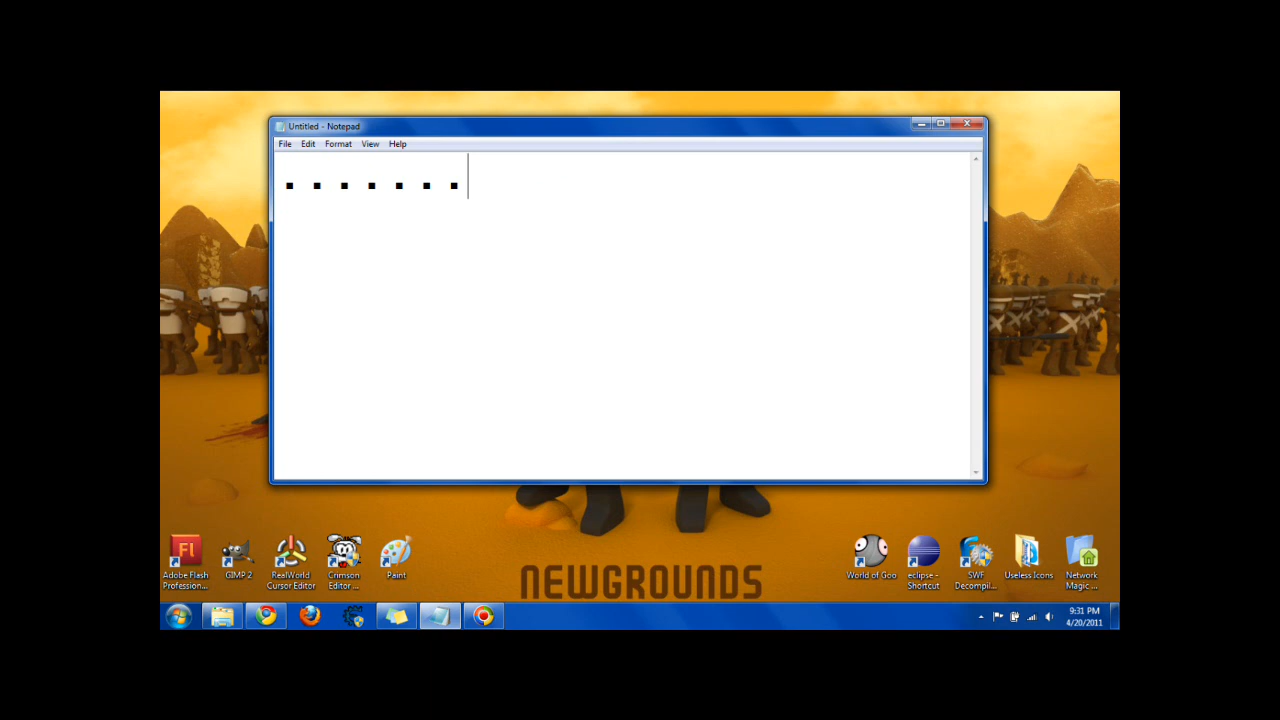 Untitled - Notepad
File Edit Format View Help
.......
Adobe Flash
Profession...
GIMP 2
RealWorld
Cursor Editor
Crimson
Editor ...
Paint
NEWGROUNDS
World of Goo
eclipse -
Shortcut
SWF
Decompil...
Useless Icons
Network
Magic ...
9:31 PM
4/20/2011